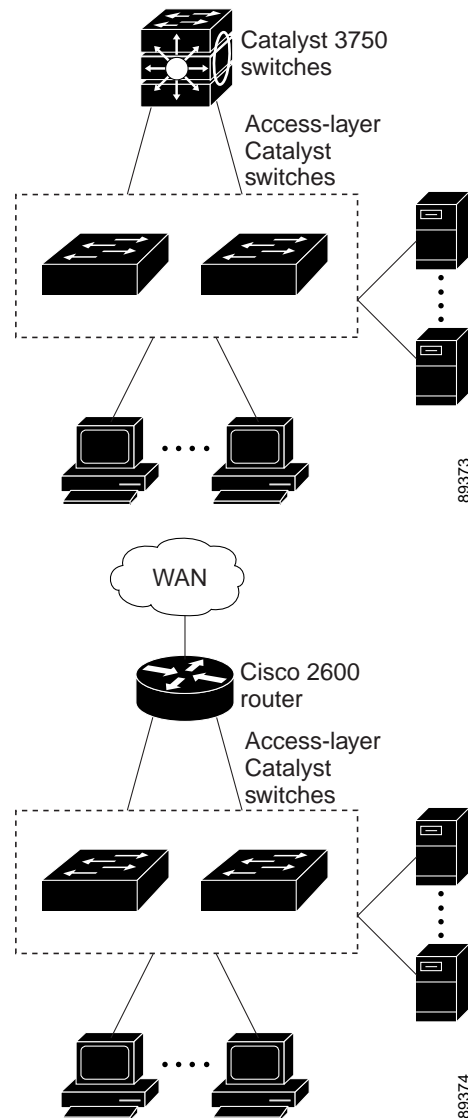 Catalyst 3750
switches
Access-layer
Catalyst
switches
89373
WAN
Cisco 2600
router
Access-layer
Catalyst
switches
89374